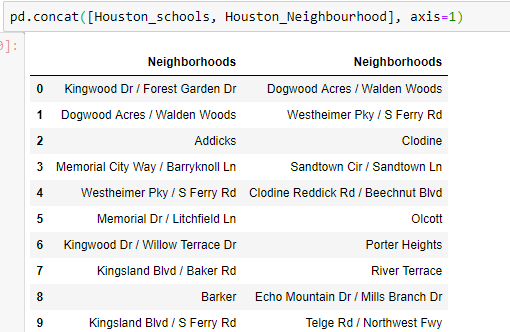 pd.concat([Houston_schools, Houston_Neighbourhood], axis=1)
0]:
Neighborhoods Neighborhoods
0 Kingwood Dr / Forest Garden Dr Dogwood Acres / Walden Woods
1 Dogwood Acres / Walden Woods Westheimer Pky / S Ferry Rd
2 Addicks Clodine
3 Memorial City Way / Barryknoll Ln Sandtown Cir / Sandtown Ln
4 Westheimer Pky / S Ferry Rd Clodine Reddick Rd / Beechnut Blvd
5 Memorial Dr / Litchfield Ln Olcott
6 Kingwood Dr / Willow Terrace Dr Porter Heights
7 Kingsland Blvd / Baker Rd River Terrace
8 Barker Echo Mountain Dr / Mills Branch Dr
9 Kingsland Blvd / S Ferry Rd Telge Rd / Northwest Fwy